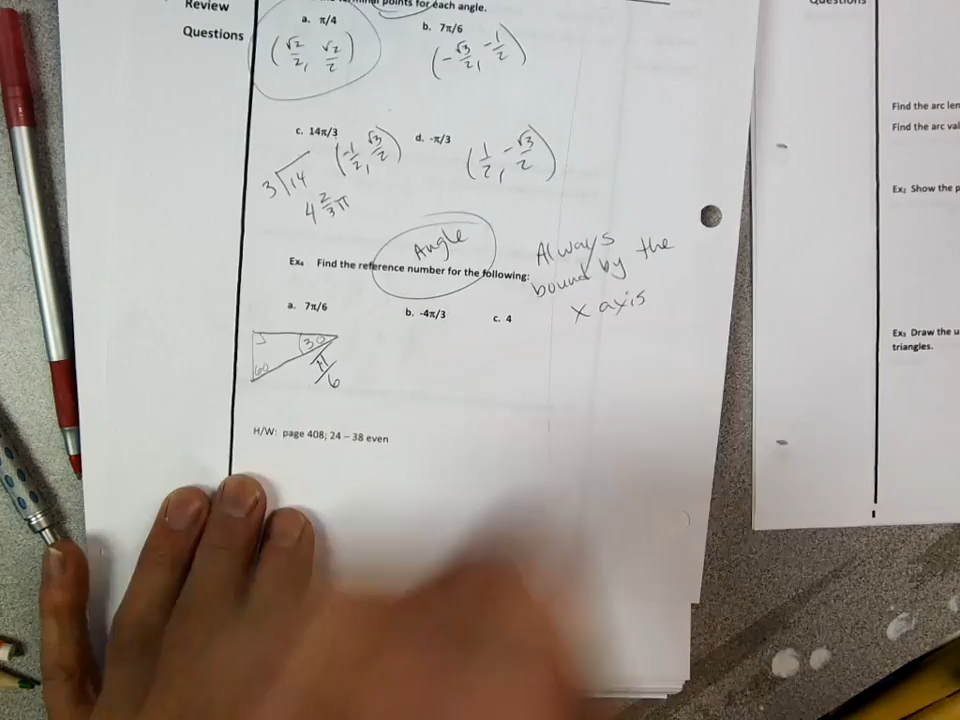 Review
Questions
points for each angle.
a. π/4
b. 7π/6
(√2/2, √2/2)
(-√3/2, -1/2)
c. 14π/3
(-1/2, √3/2)
d. -π/3
(1/2, -√3/2)
3 14
4 2/3 π
Angle
Always
bound by the
x axis
Ex₄ Find the reference number for the following:
a. 7π/6
b. -4π/3
c. 4
30
60
π/6
H/W: page 408; 24 – 38 even
Questions
Find the arc
Find the arc
Ex₂ Show the
Ex₃ Draw the
triangles.